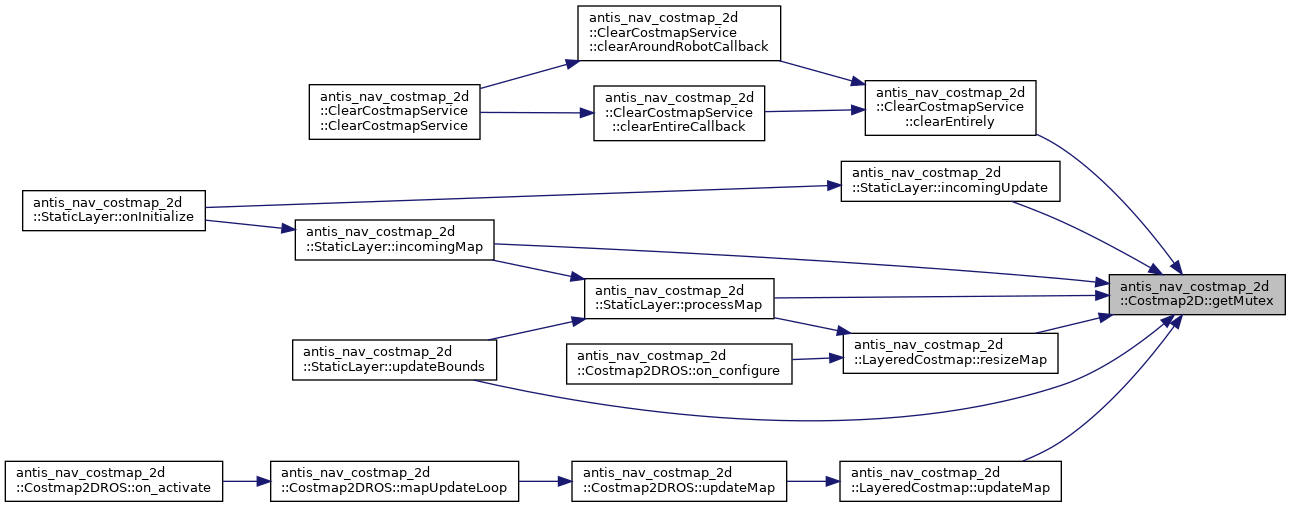 antis_nav_costmap_2d
::ClearCostmapService
::clearAroundRobotCallback
antis_nav_costmap_2d
::ClearCostmapService
::ClearCostmapService
antis_nav_costmap_2d
::ClearCostmapService
::clearEntireCallback
antis_nav_costmap_2d
::ClearCostmapService
::clearEntirely
antis_nav_costmap_2d
::StaticLayer::incomingUpdate
antis_nav_costmap_2d
::StaticLayer::onInitialize
antis_nav_costmap_2d
::StaticLayer::incomingMap
antis_nav_costmap_2d
::StaticLayer::processMap
antis_nav_costmap_2d
::Costmap2D::getMutex
antis_nav_costmap_2d
::StaticLayer::updateBounds
antis_nav_costmap_2d
::Costmap2DROS::on_configure
antis_nav_costmap_2d
::LayeredCostmap::resizeMap
antis_nav_costmap_2d
::Costmap2DROS::on_activate
antis_nav_costmap_2d
::Costmap2DROS::mapUpdateLoop
antis_nav_costmap_2d
::Costmap2DROS::updateMap
antis_nav_costmap_2d
::LayeredCostmap::updateMap